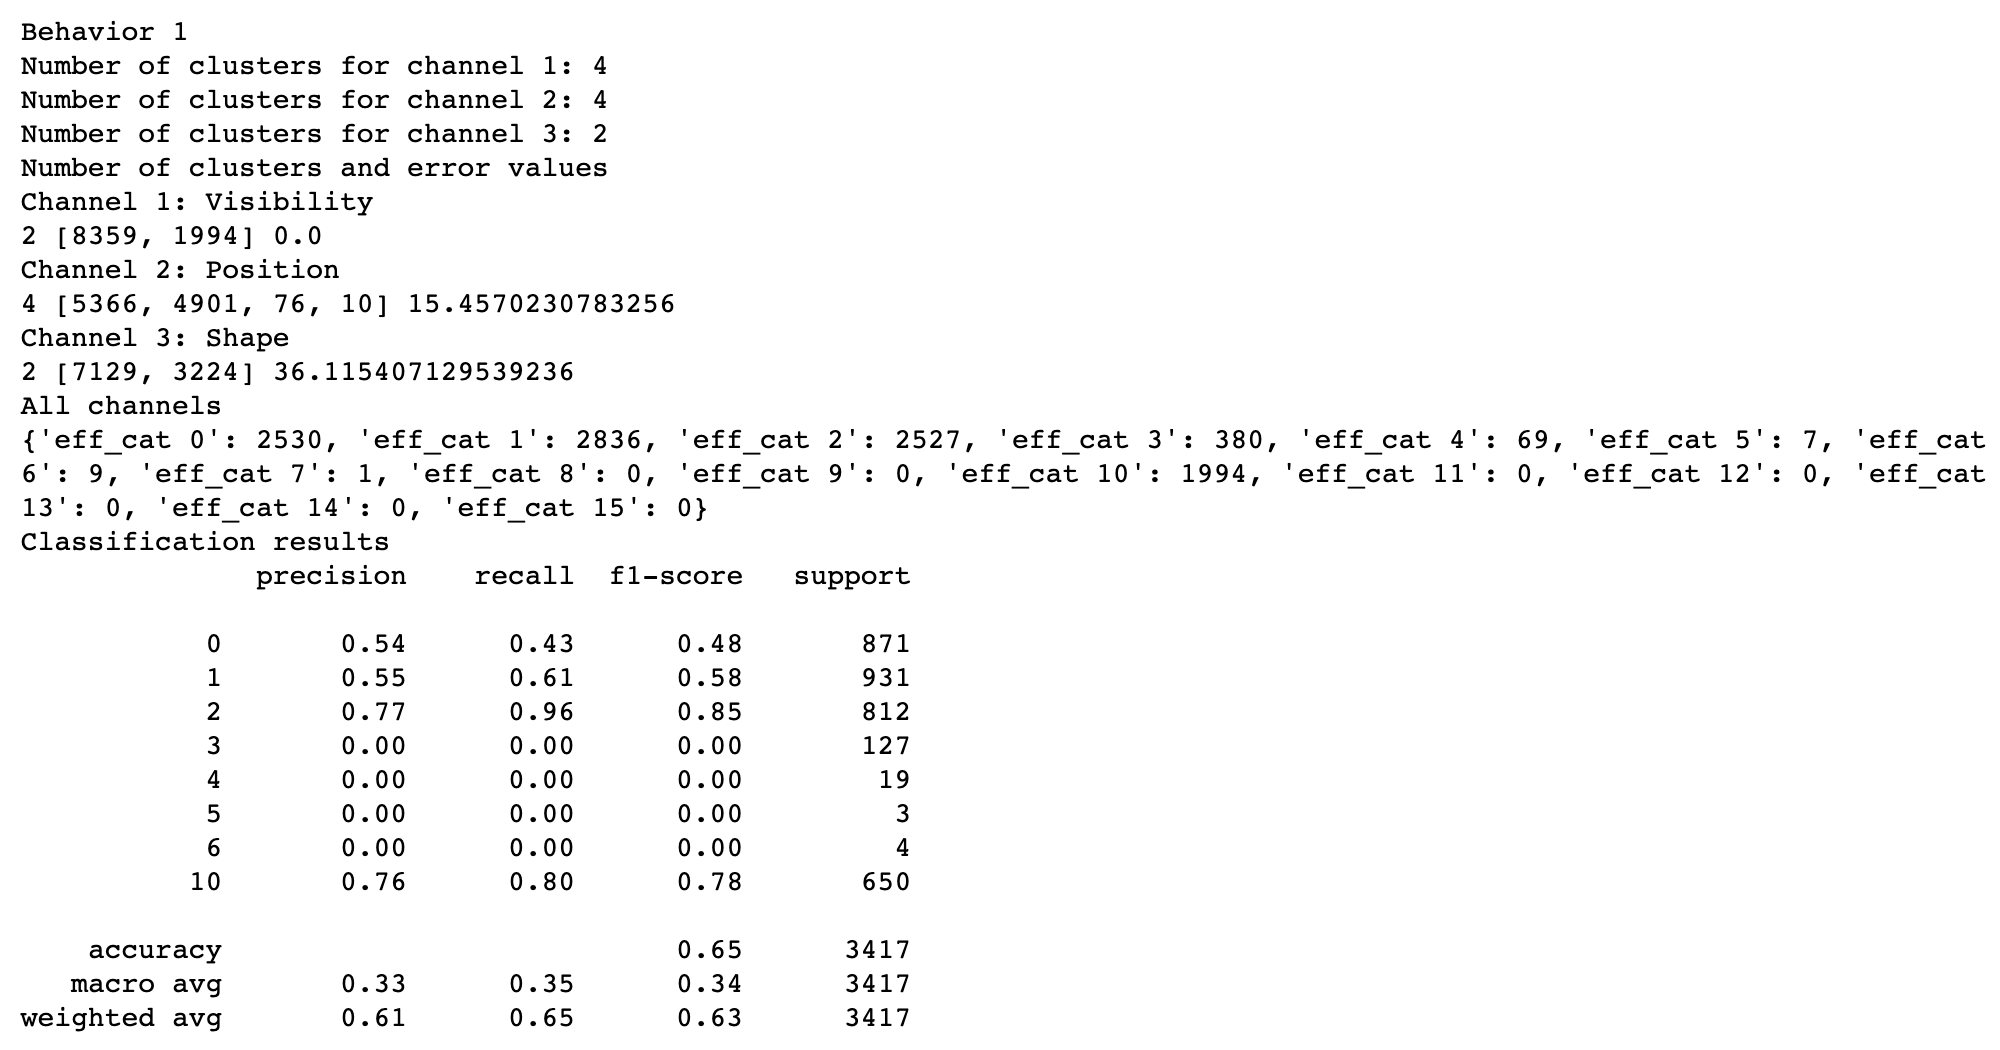 Behavior 1
Number of clusters for channel 1: 4
Number of clusters for channel 2: 4
Number of clusters for channel 3: 2
Number of clusters and error values
Channel 1: Visibility
2 [8359, 1994] 0.0
Channel 2: Position
4 [5366, 4901, 76, 10] 15.4570230783256
Channel 3: Shape
2 [7129, 3224] 36.115407129539236
All channels
{'eff_cat 0': 2530, 'eff_cat 1': 2836, 'eff_cat 2': 2527, 'eff_cat 3': 380, 'eff_cat 4': 69, 'eff_cat 5': 7, 'eff_cat
6': 9, 'eff_cat 7': 1, 'eff_cat 8': 0, 'eff_cat 9': 0, 'eff_cat 10': 1994, 'eff_cat 11': 0, 'eff_cat 12': 0, 'eff_cat
13': 0, 'eff_cat 14': 0, 'eff_cat 15': 0}
Classification results
              precision    recall  f1-score   support

           0       0.54      0.43      0.48       871
           1       0.55      0.61      0.58       931
           2       0.77      0.96      0.85       812
           3       0.00      0.00      0.00       127
           4       0.00      0.00      0.00        19
           5       0.00      0.00      0.00         3
           6       0.00      0.00      0.00         4
          10       0.76      0.80      0.78       650

    accuracy                           0.65      3417
   macro avg       0.33      0.35      0.34      3417
weighted avg       0.61      0.65      0.63      3417